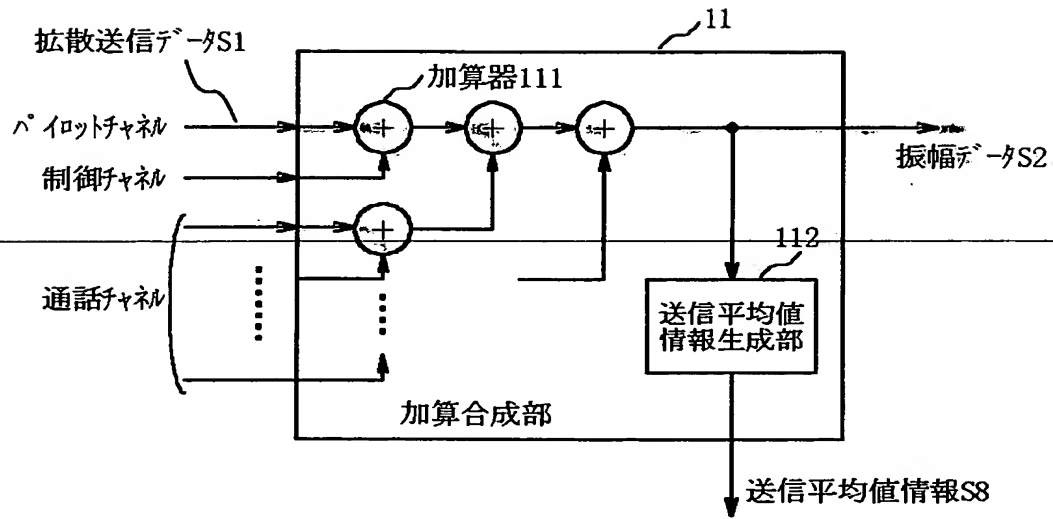 11
拡散送信データS1
加算器111
パイロットチャネル
振幅データS2
制御チャネル
112
通話チャネル
送信平均値
情報生成部
加算合成部
送信平均値情報S8